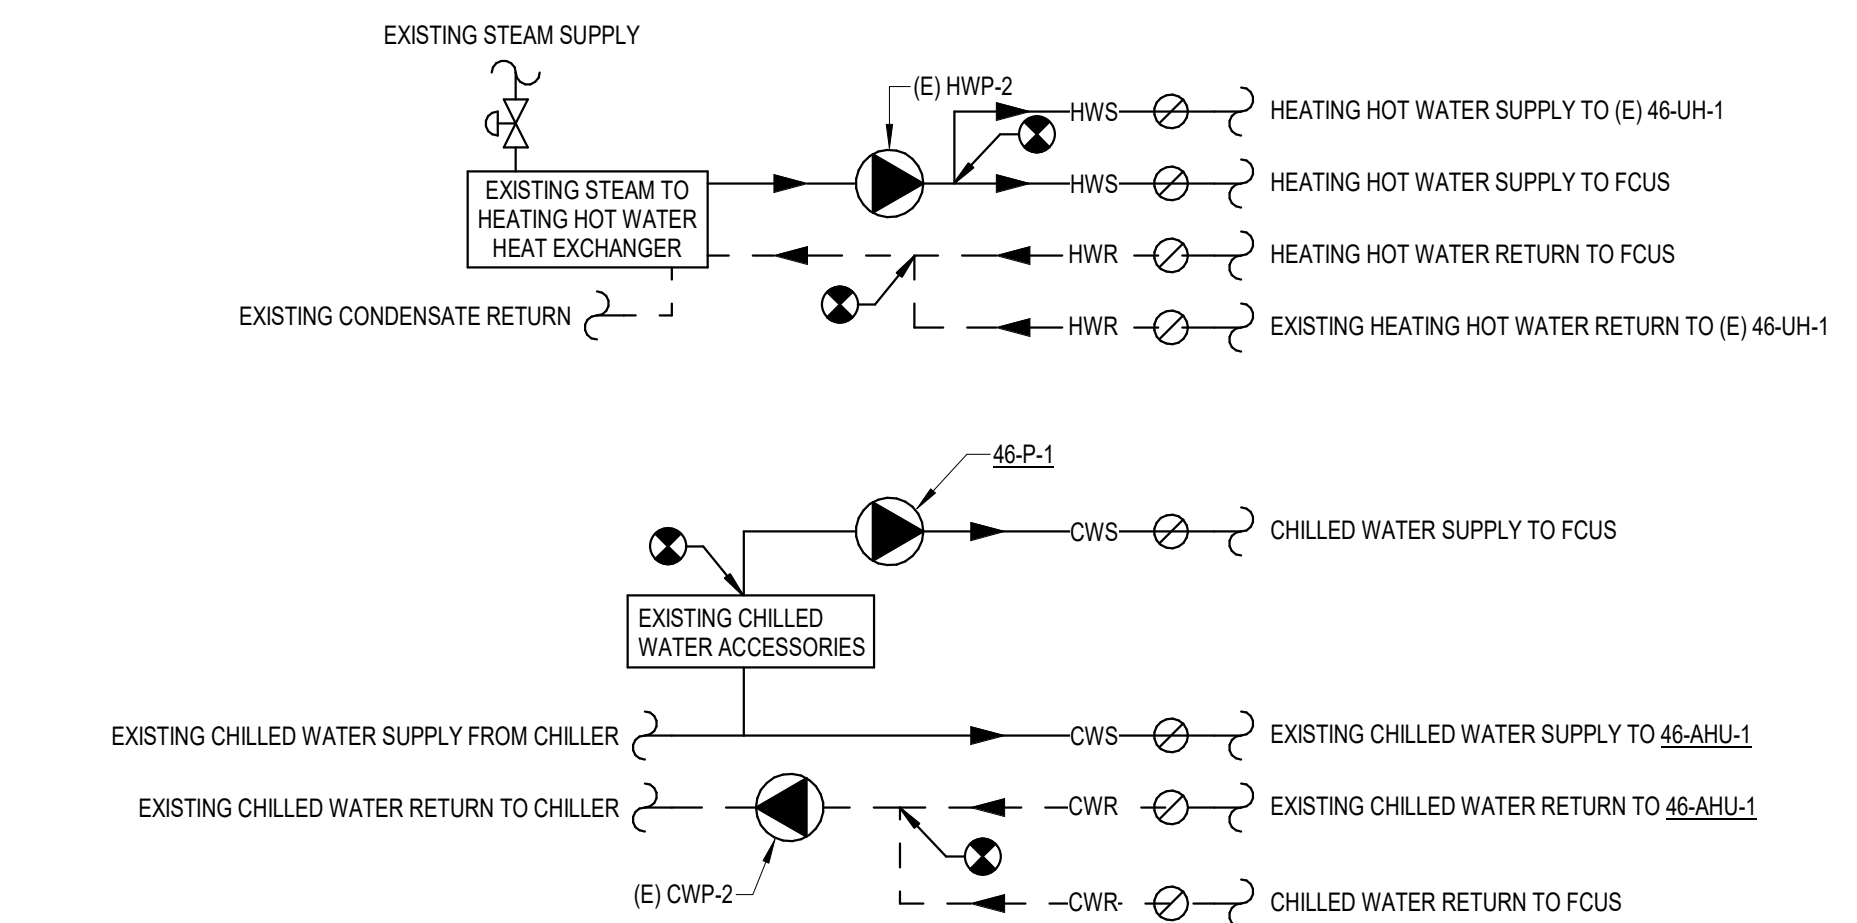 EXISTING STEAM SUPPLY
(E) HWP-2
HWS
HEATING HOT WATER SUPPLY TO (E) 46-UH-1
EXISTING STEAM TO
HEATING HOT WATER
HEAT EXCHANGER
HWS
HEATING HOT WATER SUPPLY TO FCUS
HWR
HEATING HOT WATER RETURN TO FCUS
EXISTING CONDENSATE RETURN
HWR
EXISTING HEATING HOT WATER RETURN TO (E) 46-UH-1
46-P-1
CWS
CHILLED WATER SUPPLY TO FCUS
EXISTING CHILLED
WATER ACCESSORIES
EXISTING CHILLED WATER SUPPLY FROM CHILLER
CWS
EXISTING CHILLED WATER SUPPLY TO 46-AHU-1
EXISTING CHILLED WATER RETURN TO CHILLER
CWR
EXISTING CHILLED WATER RETURN TO 46-AHU-1
(E) CWP-2
CWR
CHILLED WATER RETURN TO FCUS